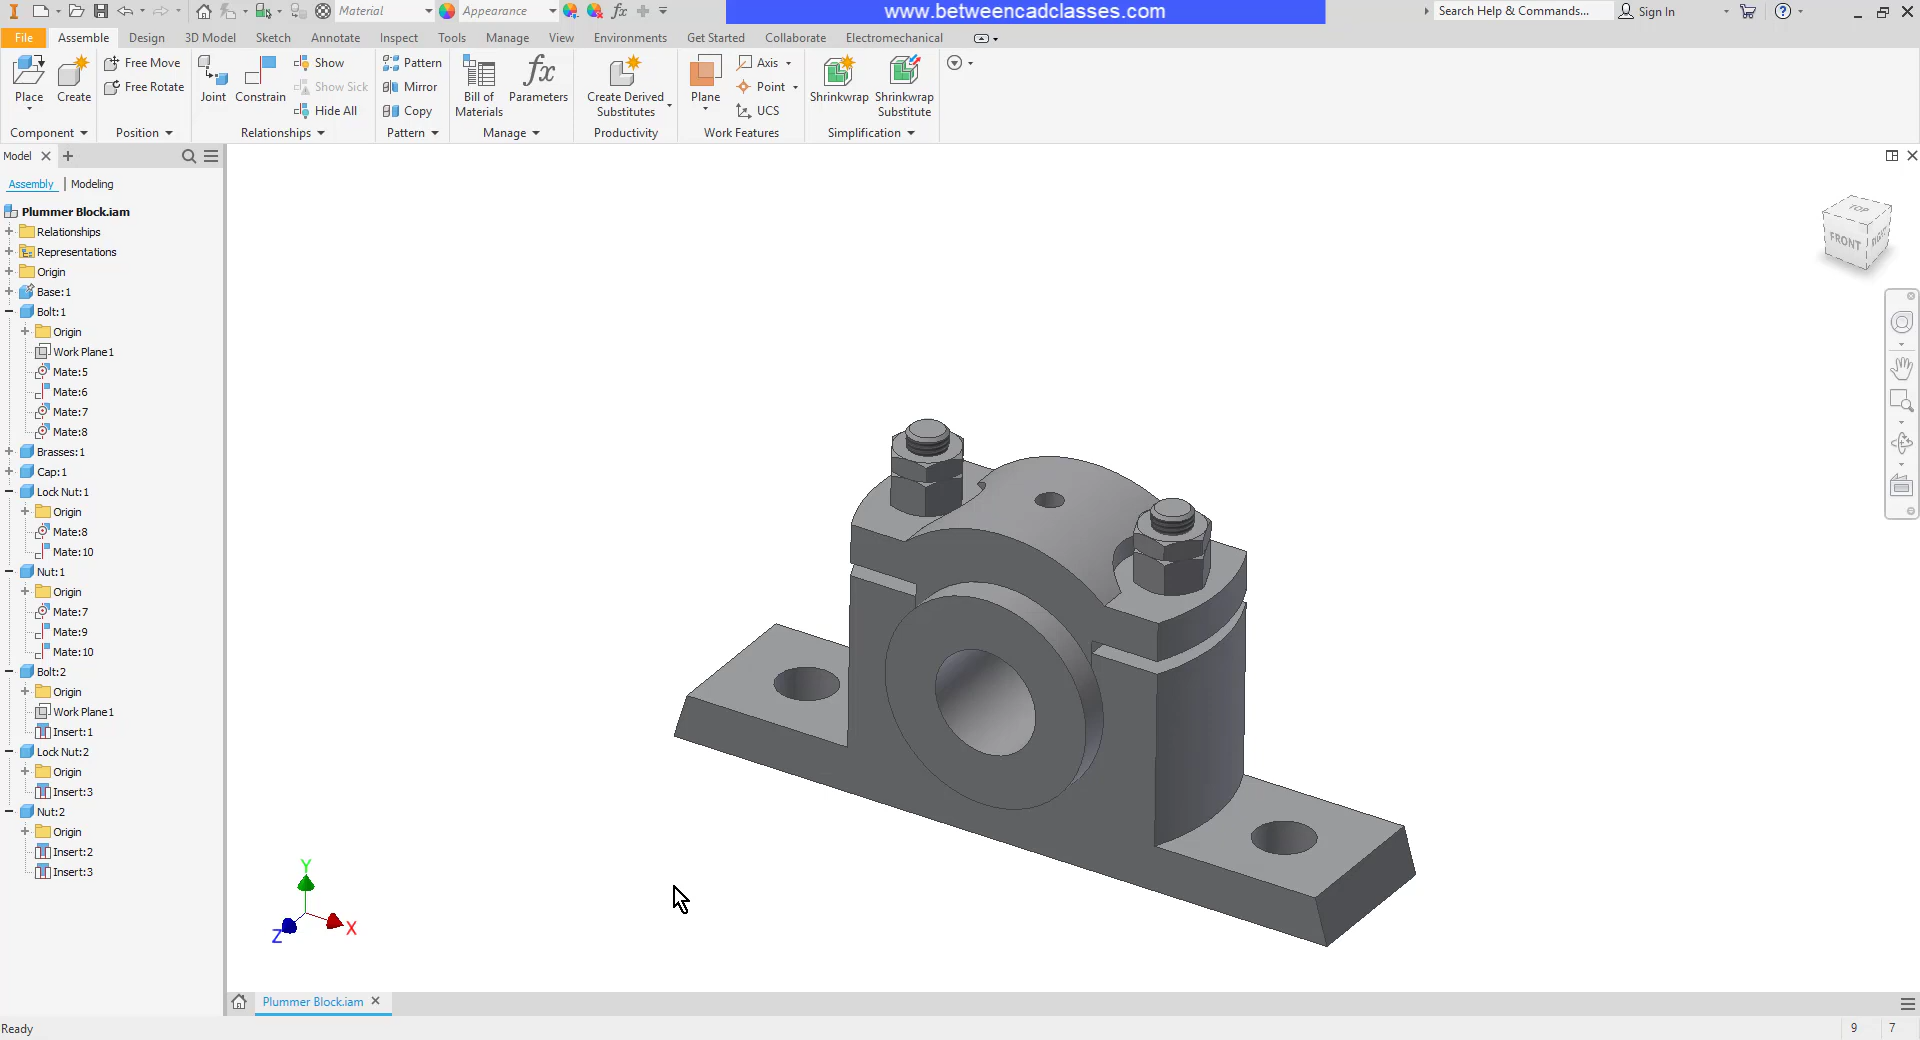 Material
Appearance
fx
www.betweencadclasses.com
Search Help & Commands...
Sign In
File
Assemble
Design
3D Model
Sketch
Annotate
Inspect
Tools
Manage
View
Environments
Get Started
Collaborate
Electromechanical
Place
Create
Free Move
Free Rotate
Joint
Constrain
Show
Show Sick
Hide All
Pattern
Mirror
Copy
Bill of
Materials
fx
Parameters
Create Derived
Substitutes
Plane
Axis
Point
UCS
Shrinkwrap
Shrinkwrap
Substitute
Component
Position
Relationships
Pattern
Manage
Productivity
Work Features
Simplification
Model
Assembly
Modeling
Plummer Block.iam
Relationships
Representations
Origin
Base:1
Bolt:1
Origin
Work Plane1
Mate:5
Mate:6
Mate:7
Mate:8
Brasses:1
Cap:1
Lock Nut:1
Origin
Mate:8
Mate:10
Nut:1
Origin
Mate:7
Mate:9
Mate:10
Bolt:2
Origin
Work Plane1
Insert:1
Lock Nut:2
Origin
Insert:3
Nut:2
Origin
Insert:2
Insert:3
TOP
FRONT
RIGHT
Y
Z
X
Plummer Block.iam
Ready
9
7